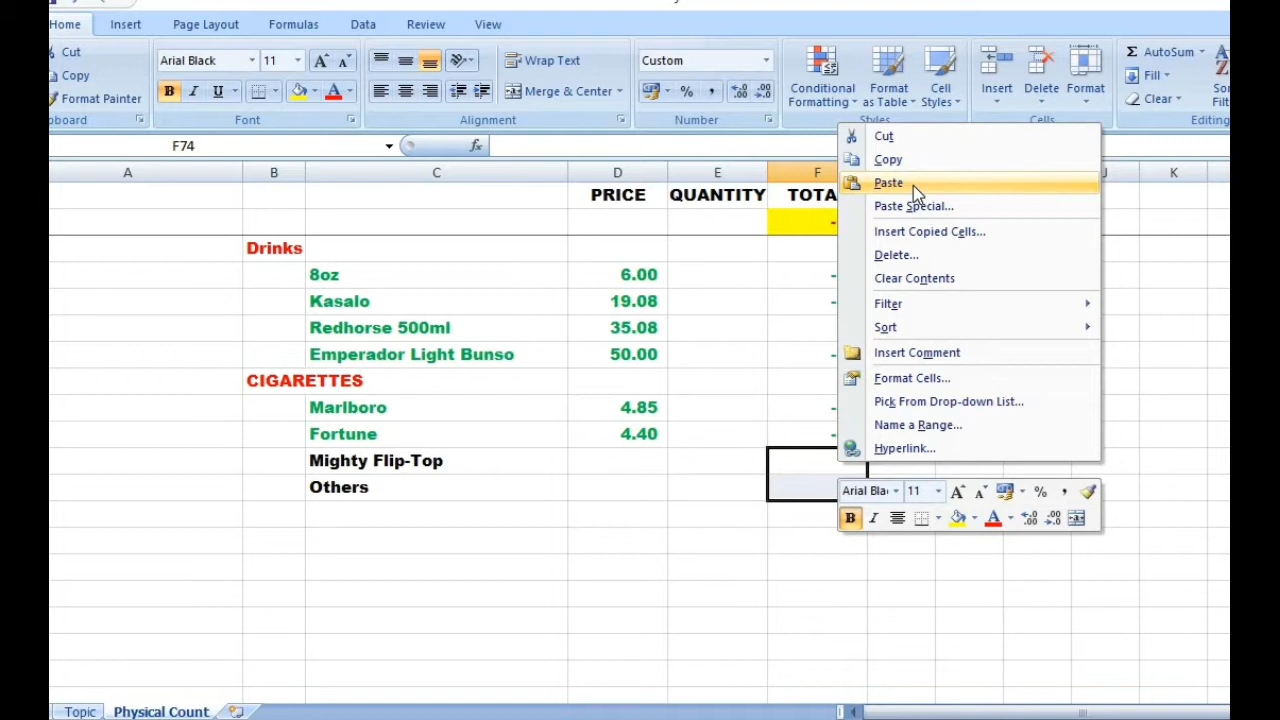 Home Insert Page Layout Formulas Data Review View
Cut
Copy
Format Painter
Arial Black 11
B I U A
Wrap Text
Merge & Center
Custom
% ,
Conditional Formatting
Format as Table
Cell Styles
Insert Delete Format
AutoSum
Fill
Clear
Font Alignment Number Styles Cells Editing
F74 fx
A B C D E F J K
PRICE QUANTITY
-
Drinks
8oz 6.00 -
Kasalo 19.08 -
Redhorse 500ml 35.08 -
Emperador Light Bunso 50.00 -
CIGARETTES
Marlboro 4.85 -
Fortune 4.40 -
Mighty Flip-Top
Others
Cut
Copy
Paste
Paste Special...
Insert Copied Cells...
Delete...
Clear Contents
Filter
Sort
Insert Comment
Format Cells...
Pick From Drop-down List...
Name a Range...
Hyperlink...
11 A A % ,
B I A
Topic Physical Count